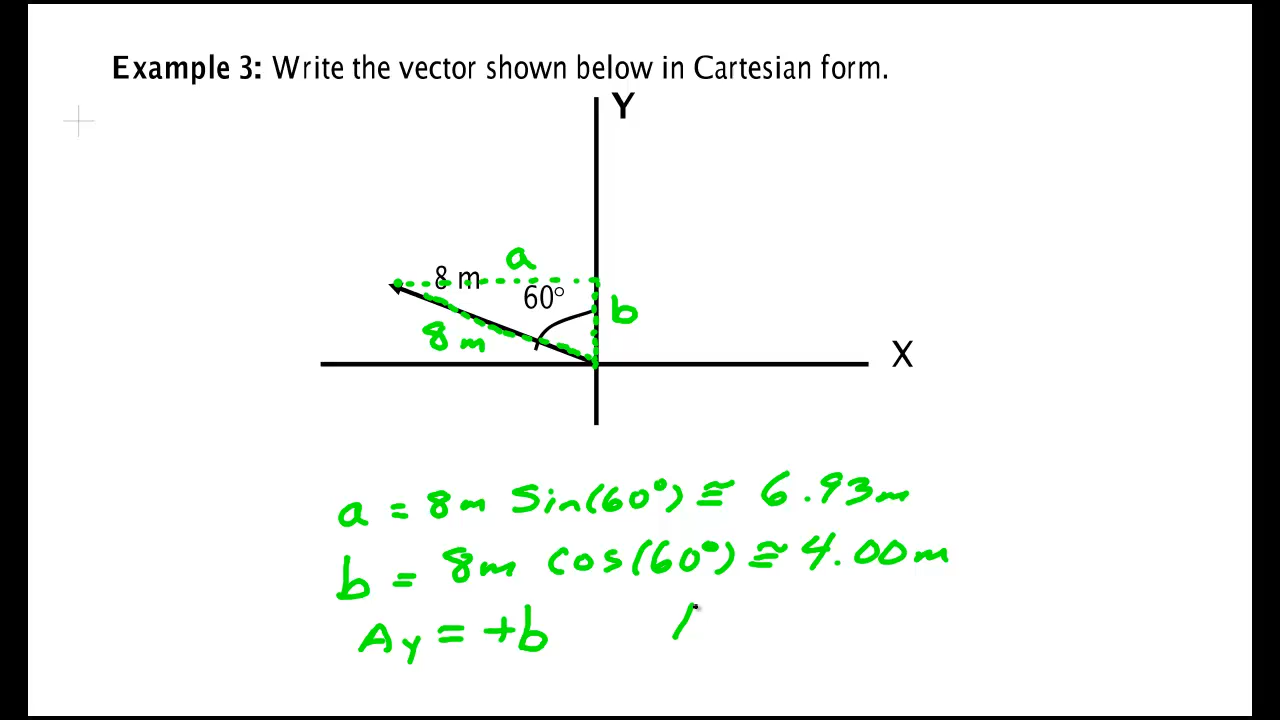 Example 3: Write the vector shown below in Cartesian form.
Y
a
8 m
60°
b
8 m
X
a = 8m Sin(60°) ≅ 6.93m
b = 8m cos(60°) ≅ 4.00m
Ay = +b